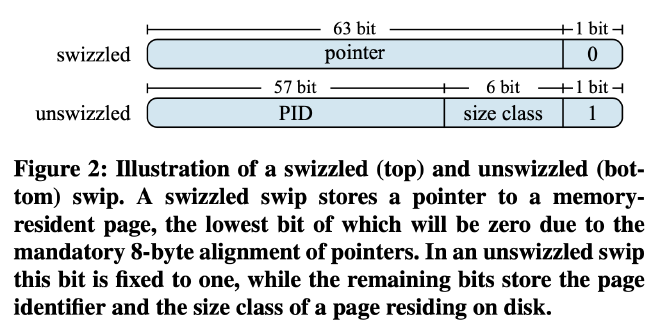 63 bit 1 bit
swizzled pointer 0
57 bit 6 bit 1 bit
unswizzled PID size class 1
Figure 2: Illustration of a swizzled (top) and unswizzled (bot-
tom) swip. A swizzled swip stores a pointer to a memory-
resident page, the lowest bit of which will be zero due to the
mandatory 8-byte alignment of pointers. In an unswizzled swip
this bit is fixed to one, while the remaining bits store the page
identifier and the size class of a page residing on disk.